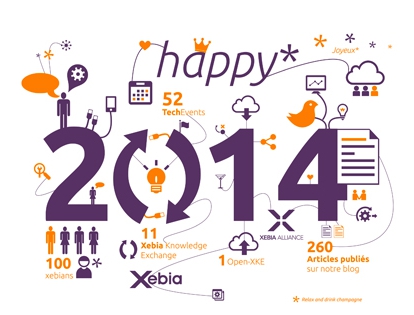 happy*
Joyeux*
52
TechEvents
2014
11
Xebia Knowledge
Exchange
100
xebians
Xebia
1 Open-XKE
XEBIA ALLIANCE
260
Articles publiés
sur notre blog
* Relax and drink champagne